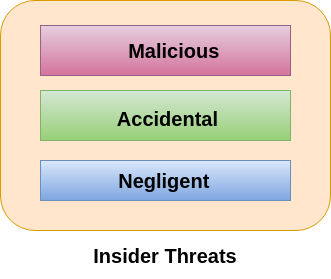 Malicious
Accidental
Negligent
Insider Threats